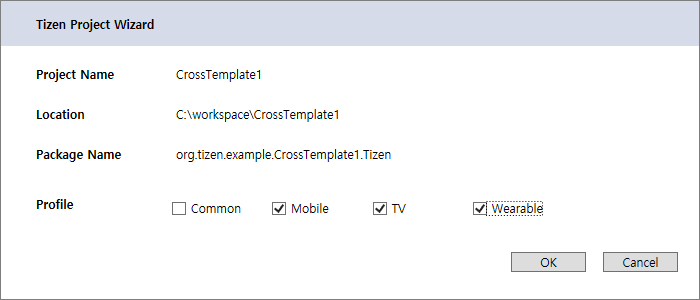 Tizen Project Wizard
Project Name CrossTemplate1
Location C:\workspace\CrossTemplate1
Package Name org.tizen.example.CrossTemplate1.Tizen
Profile Common Mobile TV Wearable
OK Cancel